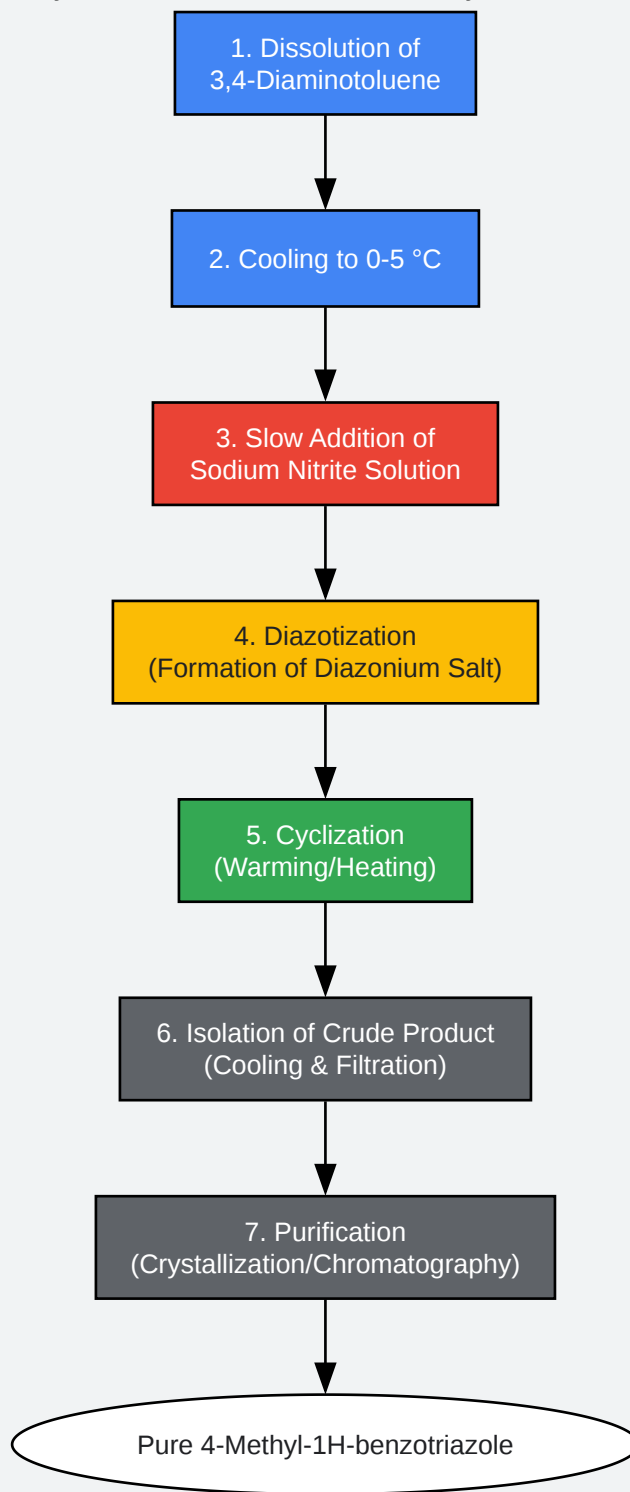 1. Dissolution of
3,4-Diaminotoluene
2. Cooling to 0-5 °C
3. Slow Addition of
Sodium Nitrite Solution
4. Diazotization
(Formation of Diazonium Salt)
5. Cyclization
(Warming/Heating)
6. Isolation of Crude Product
(Cooling & Filtration)
7. Purification
(Crystallization/Chromatography)
Pure 4-Methyl-1H-benzotriazole